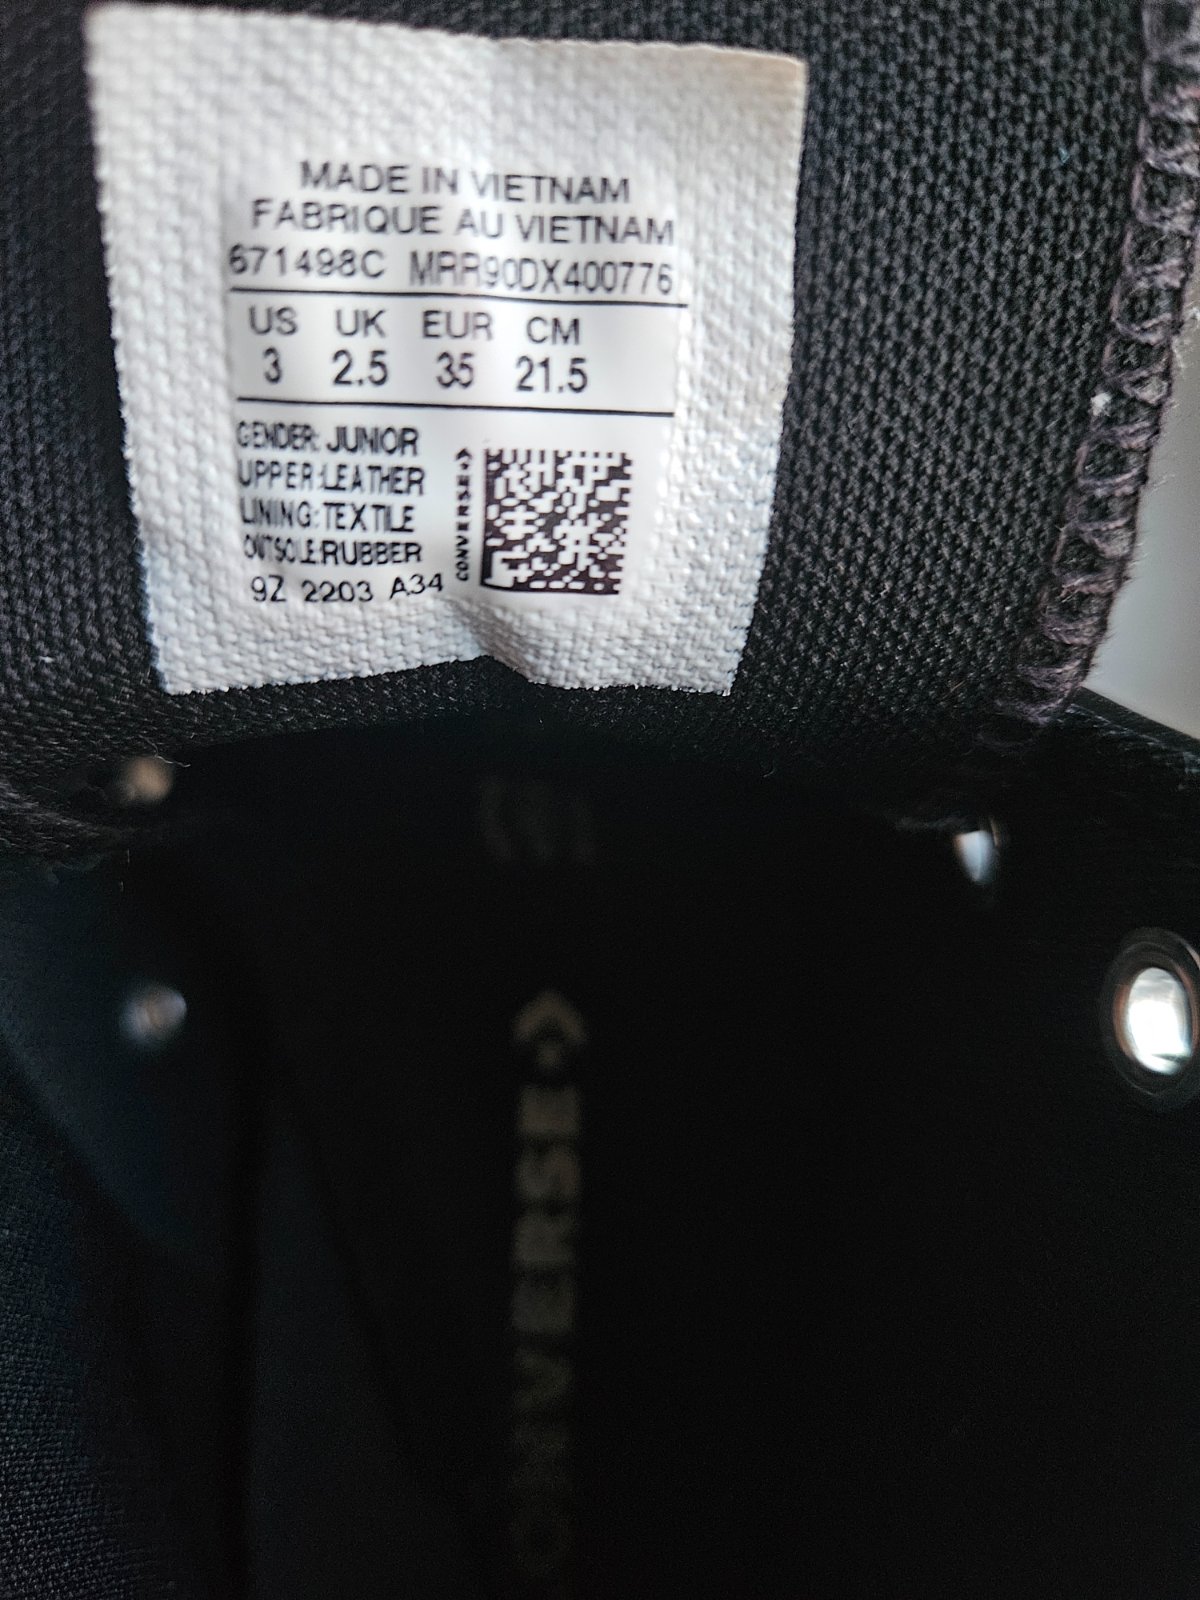 MADE IN VIETNAM
FABRIQUE AU VIETNAM
671498C MRR90DX400776
US UK EUR CM
3 2.5 35 21.5
GENDER: JUNIOR
UPPER:LEATHER
LINING:TEXTILE
OUTSOLE:RUBBER
9Z 2203 A34
CONVERSE
CONVERSE